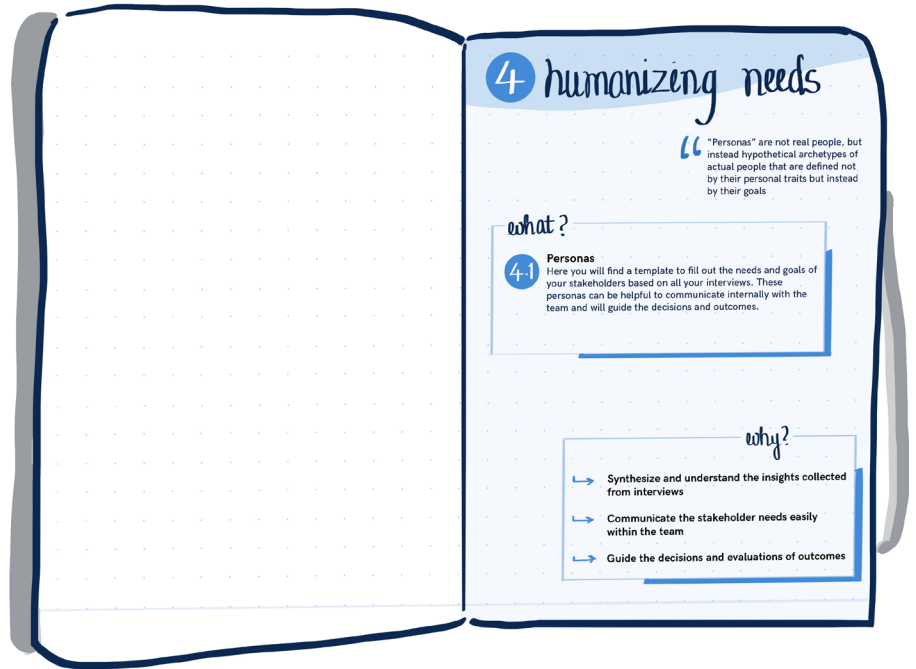 4 humanizing needs
“Personas” are not real people, but
instead hypothetical archetypes of
actual people that are defined not
by their personal traits but instead
by their goals
what?
4.1
Personas
Here you will find a template to fill out the needs and goals of
your stakeholders based on all your interviews. These
personas can be helpful to communicate internally with the
team and will guide the decisions and outcomes.
why?
Synthesize and understand the insights collected
from interviews
Communicate the stakeholder needs easily
within the team
Guide the decisions and evaluations of outcomes